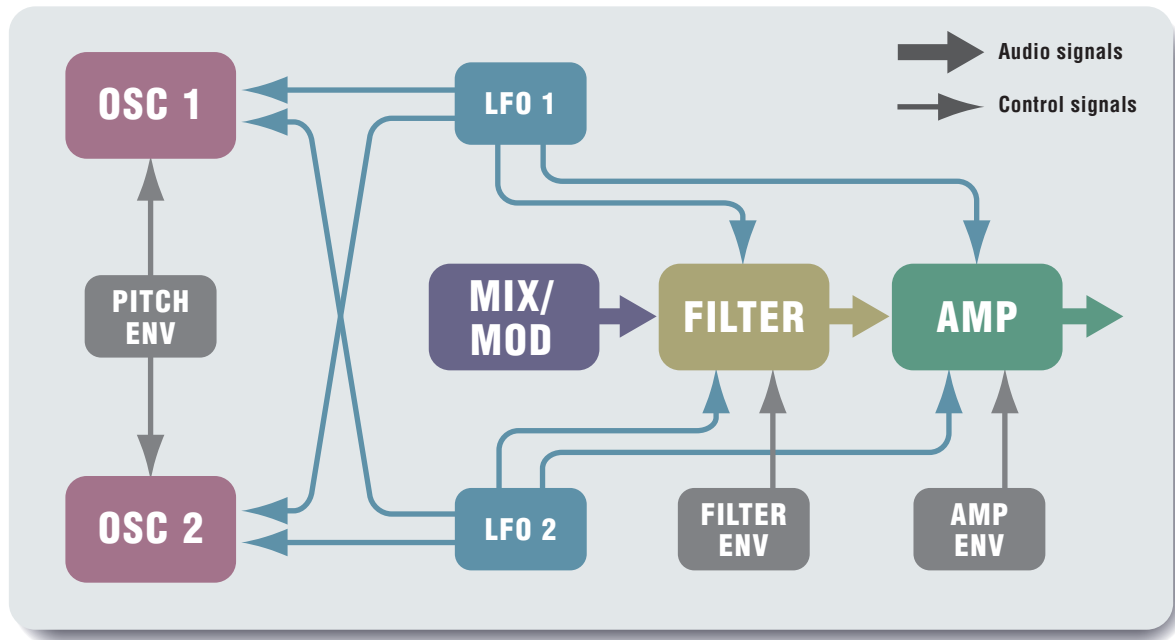 OSC 1
LFO 1
Audio signals
Control signals
PITCH
ENV
MIX/
MOD
FILTER
AMP
OSC 2
LFO 2
FILTER
ENV
AMP
ENV